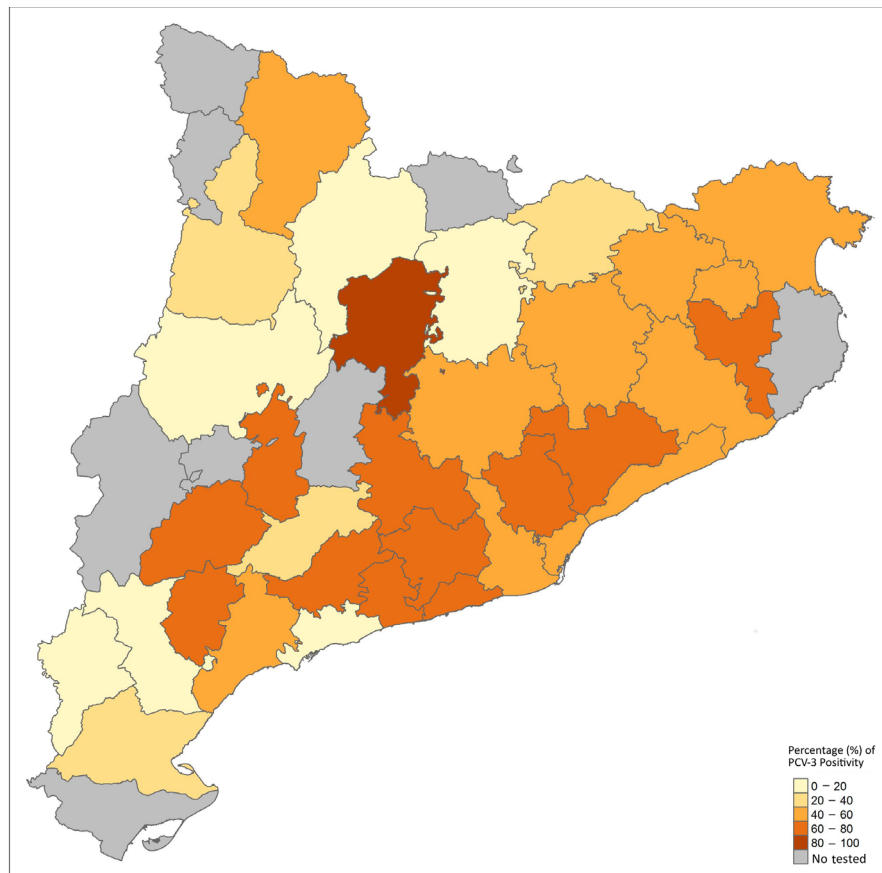 Percentage (%) of
PCV-3 Positivity
0 – 20
20 – 40
40 – 60
60 – 80
80 – 100
No tested